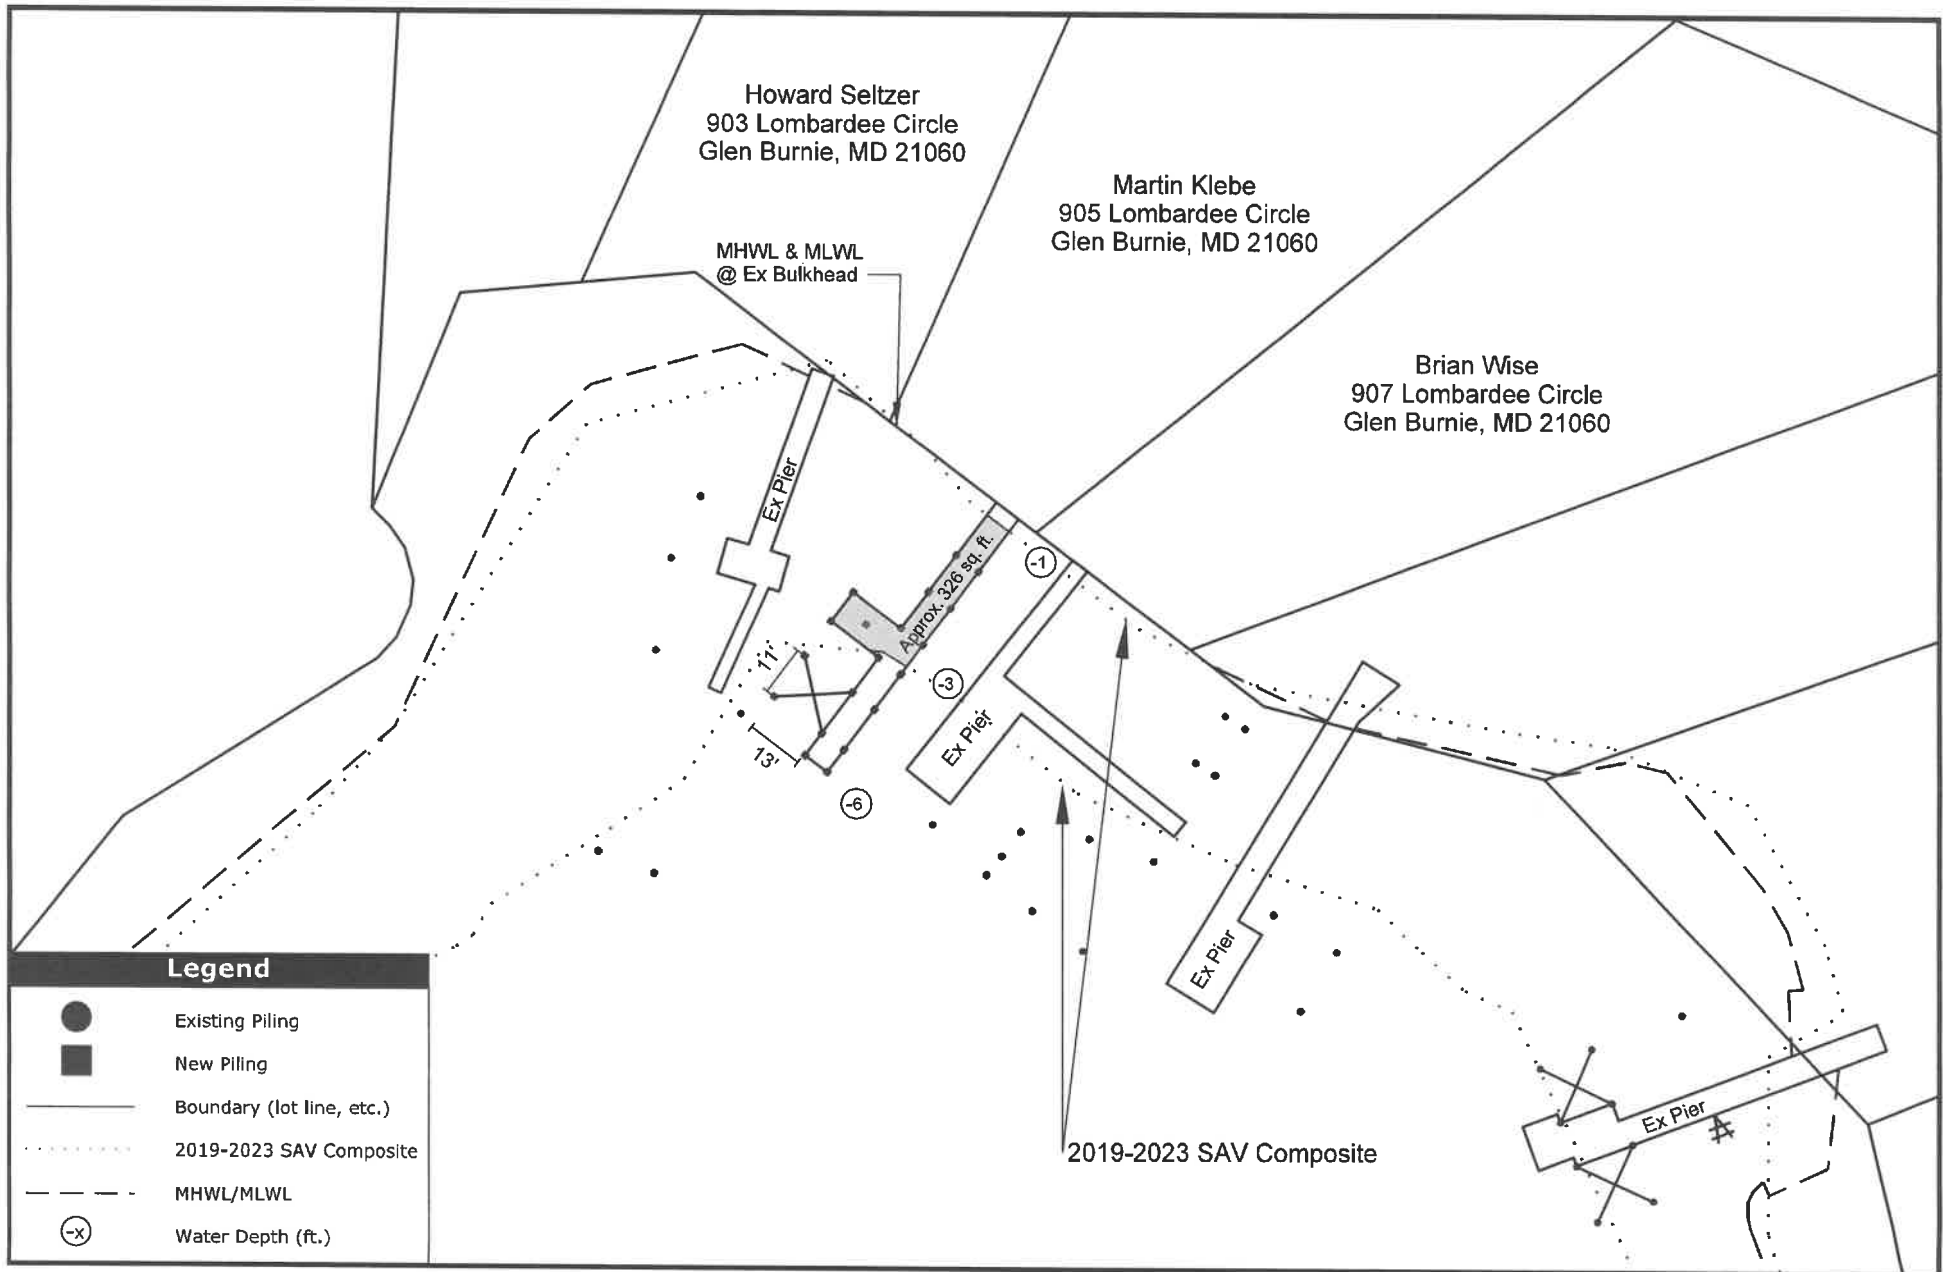 Howard Seltzer
903 Lombardee Circle
Glen Burnie, MD 21060
Martin Klebe
905 Lombardee Circle
Glen Burnie, MD 21060
MHWL & MLWL
@ Ex Bulkhead
Brian Wise
907 Lombardee Circle
Glen Burnie, MD 21060
Ex Pier
Approx. 326 sq. ft.
-1
11'
-3
13'
Ex Pier
-6
Ex Pier
Ex Pier
2019-2023 SAV Composite
Legend
Existing Piling
New Piling
Boundary (lot line, etc.)
2019-2023 SAV Composite
MHWL/MLWL
-x
Water Depth (ft.)